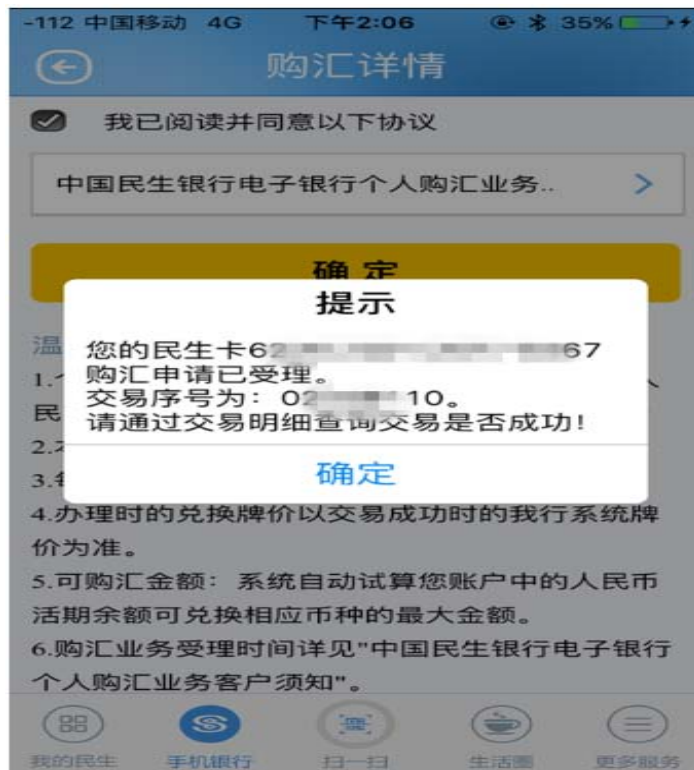 -112 中国移动 4G 下午2:06 35%
购汇详情
我已阅读并同意以下协议
中国民生银行电子银行个人购汇业务..
确 定
提示
您的民生卡62 67
购汇申请已受理。
交易序号为：02 110。
请通过交易明细查询交易是否成功!
确定
温
1.
民
2.
3.
4.办理时的兑换牌价以交易成功时的我行系统牌
价为准。
5.可购汇金额：系统自动试算您账户中的人民币
活期余额可兑换相应币种的最大金额。
6.购汇业务受理时间详见"中国民生银行电子银行
个人购汇业务客户须知"。
我的民生 手机银行 扫一扫 生活圈 更多服务